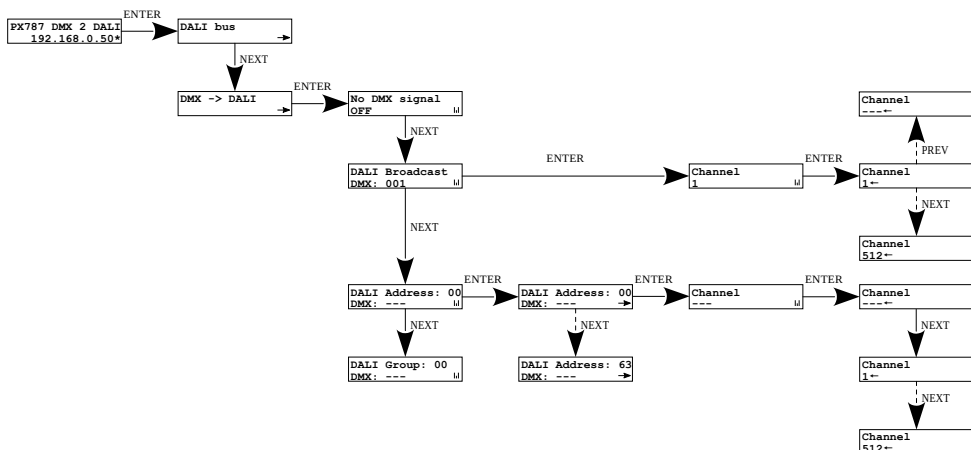 ENTER
PX787 DMX 2 DALI
192.168.0.50*
DALI bus
NEXT
DMX -> DALI
ENTER
No DMX signal
OFF
NEXT
DALI Broadcast
DMX: 001
ENTER
Channel
1
ENTER
Channel
---←
PREV
Channel
1←
NEXT
Channel
512←
NEXT
DALI Address: 00
DMX: ---
ENTER
DALI Address: 00
DMX: ---
ENTER
Channel
---
ENTER
Channel
---←
NEXT
DALI Group: 00
DMX: ---
NEXT
DALI Address: 63
DMX: ---
NEXT
Channel
1←
NEXT
Channel
512←